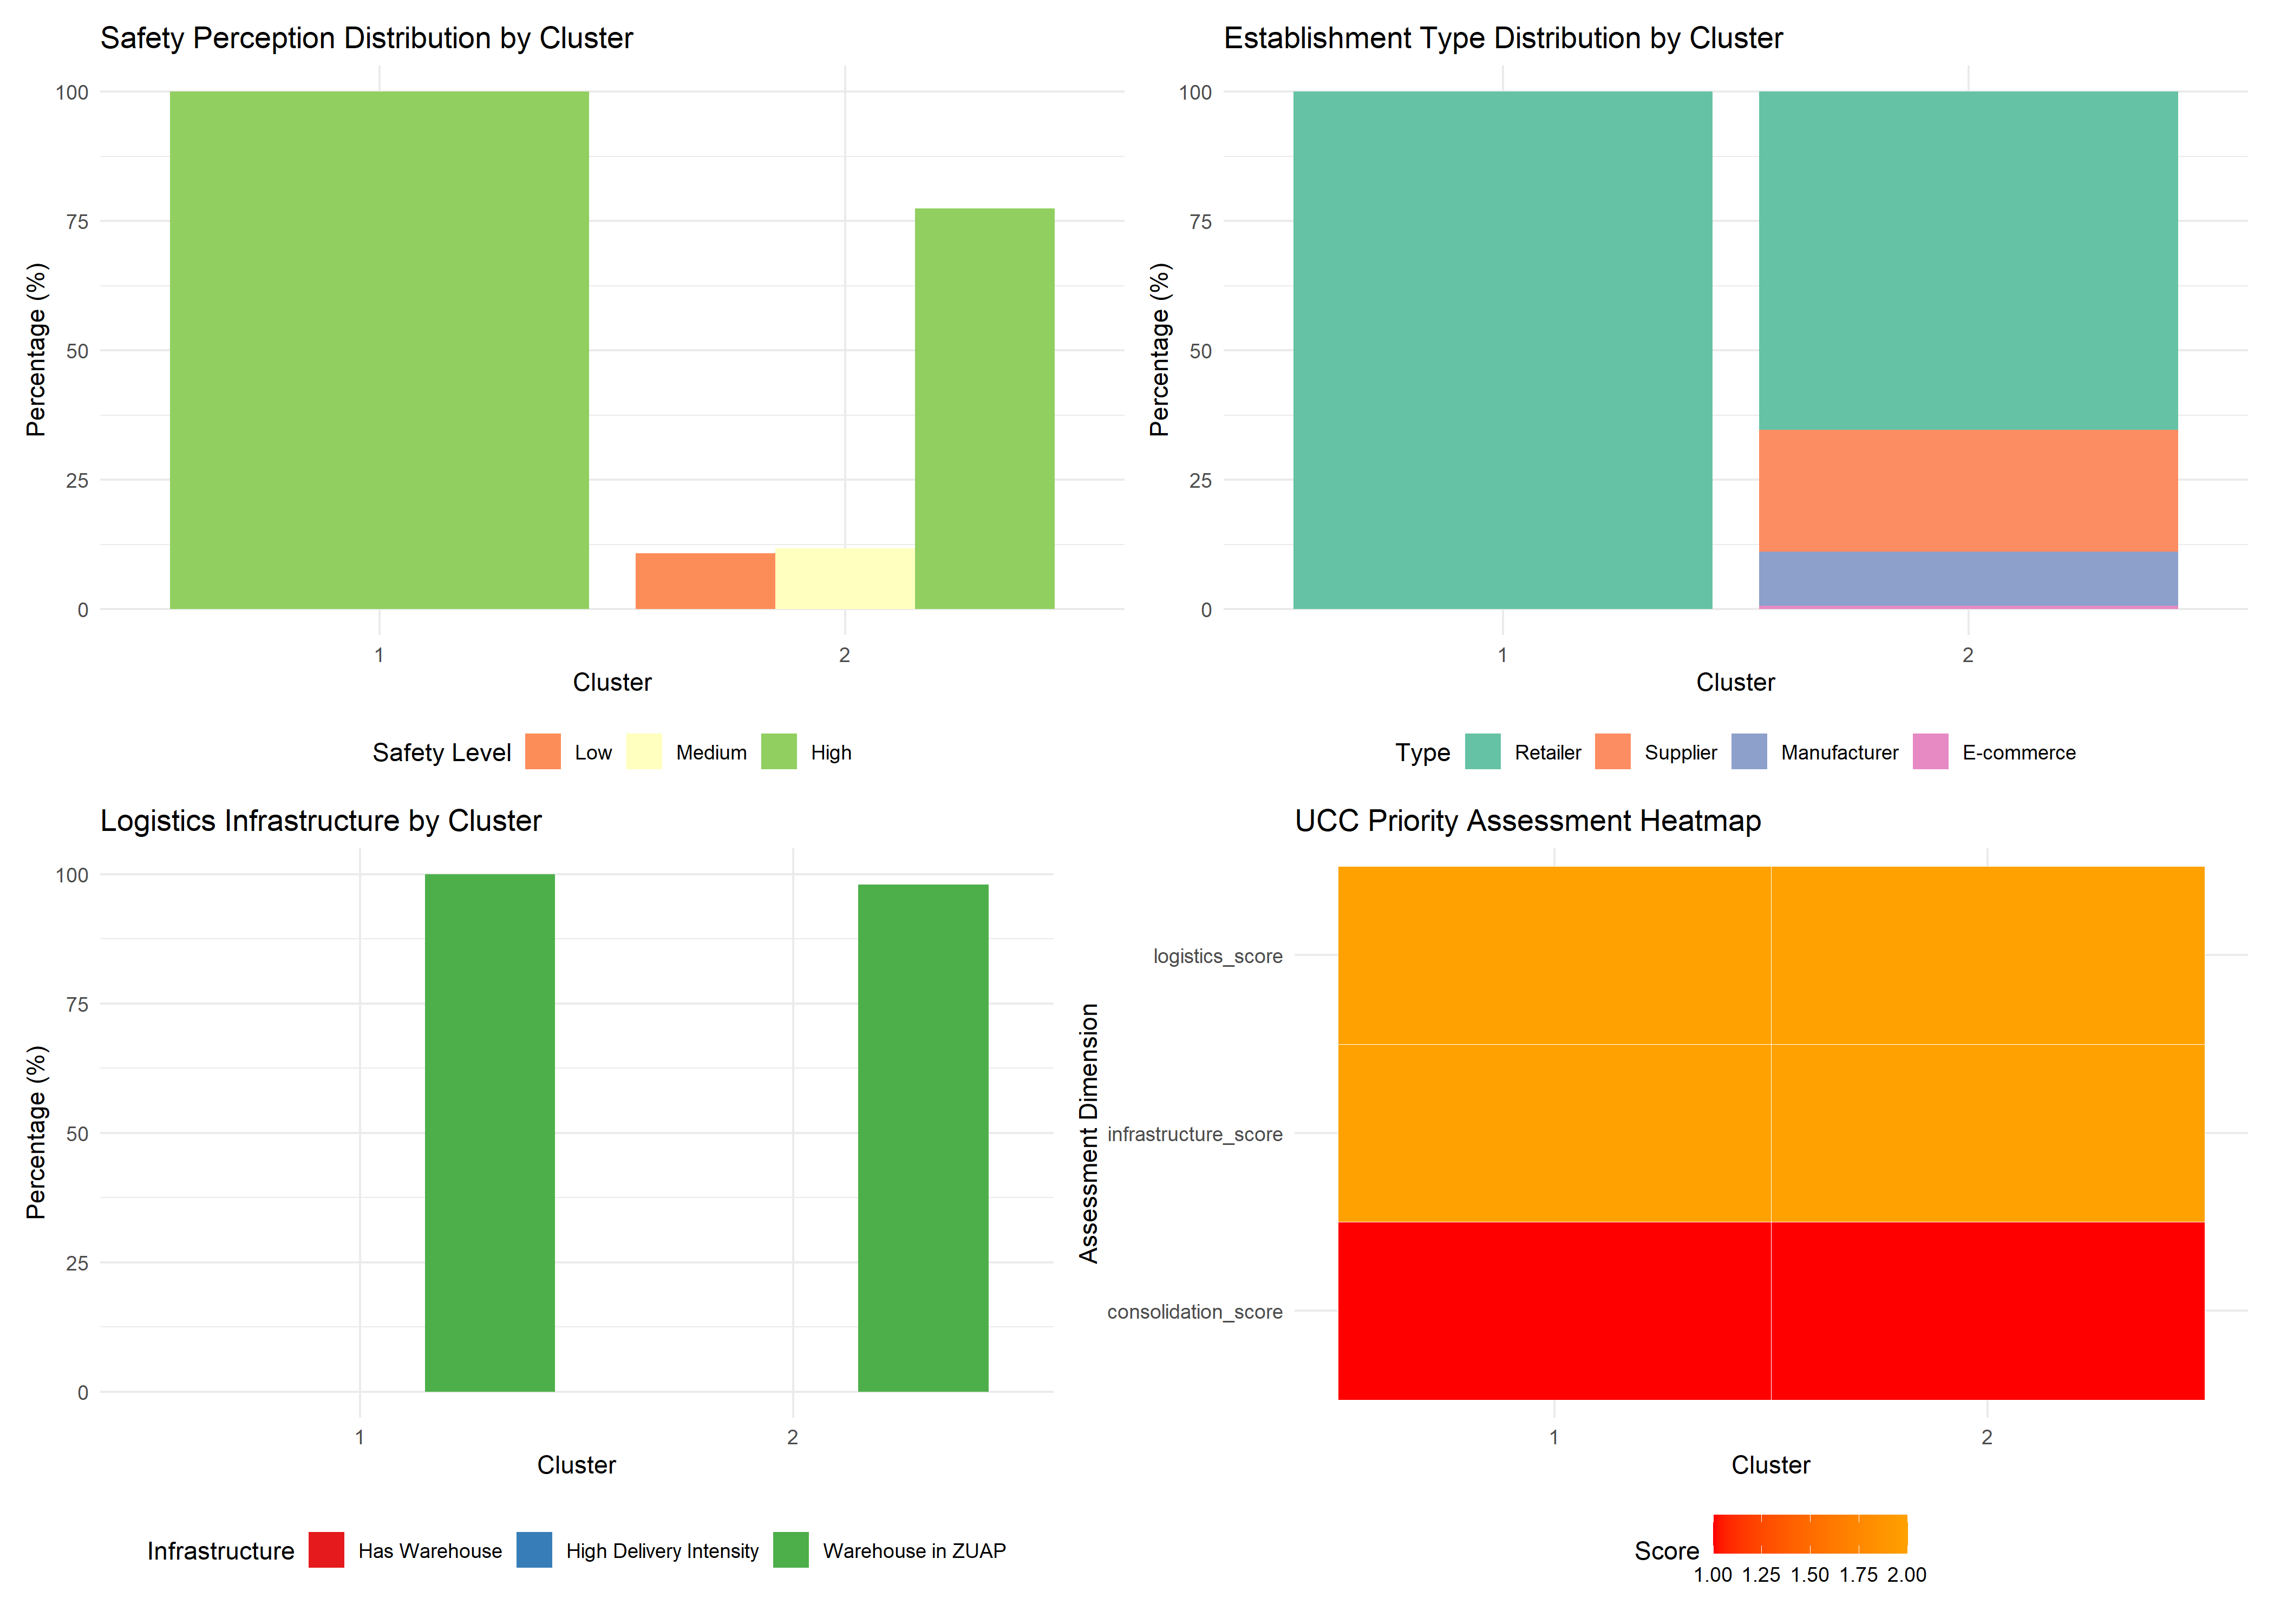 Safety Perception Distribution by Cluster
Percentage (%)
100
75
50
25
0
1 2
Cluster
Safety Level Low Medium High
Establishment Type Distribution by Cluster
Percentage (%)
100
75
50
25
0
1 2
Cluster
Type Retailer Supplier Manufacturer E-commerce
Logistics Infrastructure by Cluster
Percentage (%)
100
75
50
25
0
1 2
Cluster
Infrastructure Has Warehouse High Delivery Intensity Warehouse in ZUAP
UCC Priority Assessment Heatmap
Assessment Dimension
logistics_score
infrastructure_score
consolidation_score
1 2
Cluster
Score
1.00 1.25 1.50 1.75 2.00